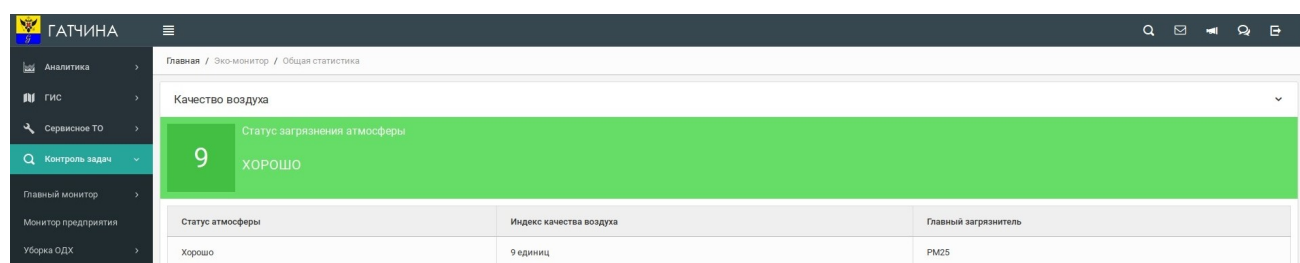 ГАТЧИНА
Главная / Эко-монитор / Общая статистика
Аналитика
ГИС
Сервисное ТО
Контроль задач
Главный монитор
Монитор предприятия
Уборка ОДХ
Качество воздуха
9
Статус загрязнения атмосферы
ХОРОШО
Статус атмосферы Индекс качества воздуха Главный загрязнитель
Хорошо 9 единиц PM25